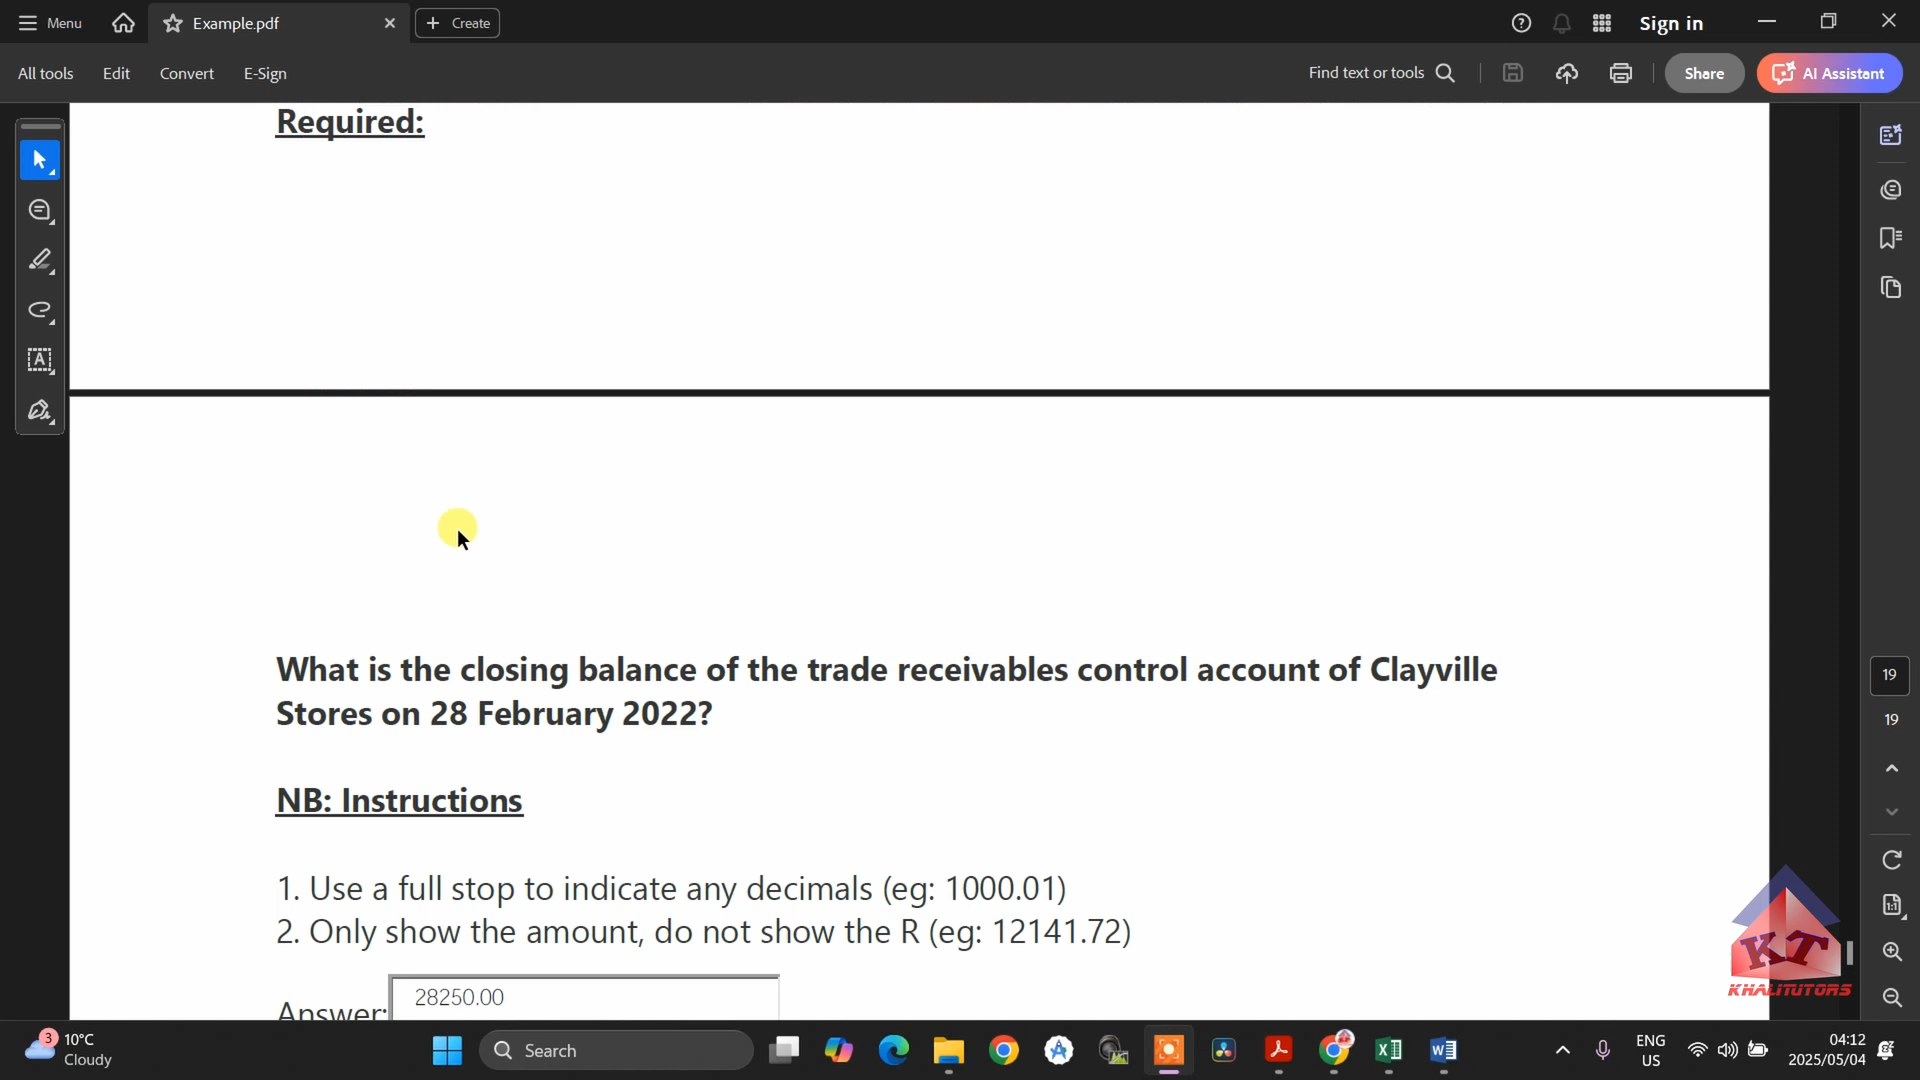 Menu
Example.pdf
Create
Sign in
All tools
Edit
Convert
E-Sign
Find text or tools
Share
AI Assistant
Required:
What is the closing balance of the trade receivables control account of Clayville
Stores on 28 February 2022?
NB: Instructions
1. Use a full stop to indicate any decimals (eg: 1000.01)
2. Only show the amount, do not show the R (eg: 12141.72)
Answer: 28250.00
19
19
KT
KHALITUTORS
3
10°C
Cloudy
Search
ENG
US
04:12
2025/05/04